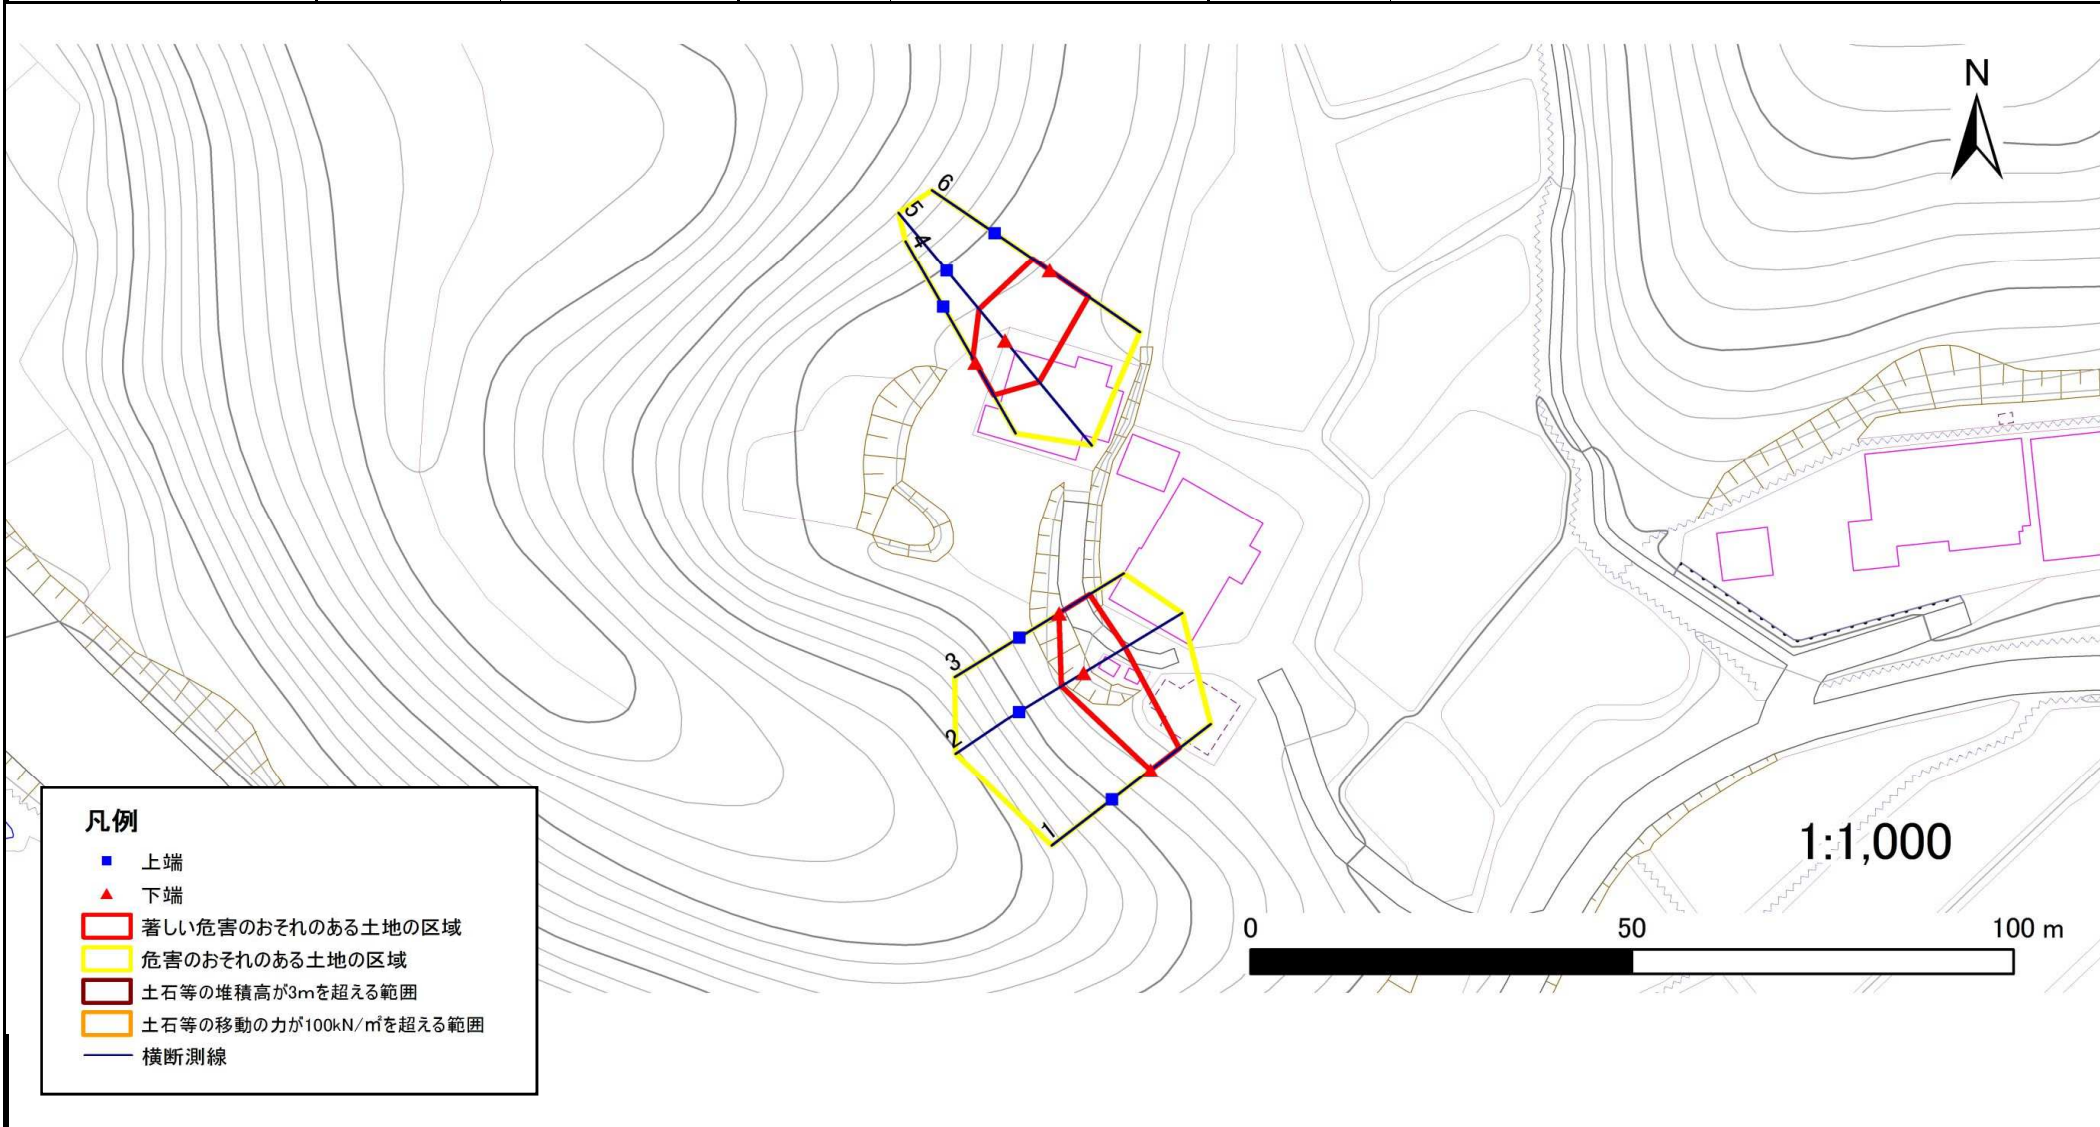 N
6
5
4
3
2
1
凡例
上端
下端
著しい危害のおそれのある土地の区域
危害のおそれのある土地の区域
土石等の堆積高が3mを超える範囲
土石等の移動の力が100kN/㎡を超える範囲
横断測線
1:1,000
0 50 100 m